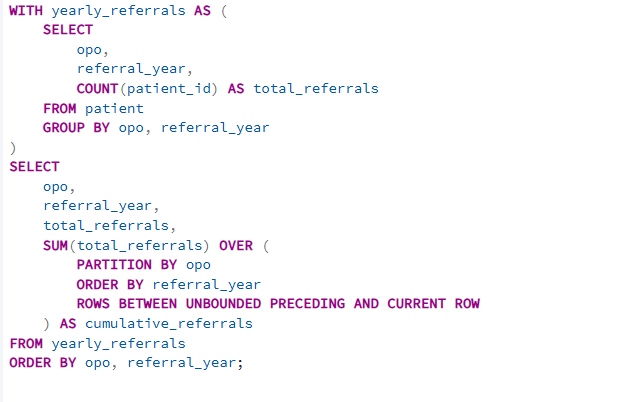 WITH yearly_referrals AS (
    SELECT
        opo,
        referral_year,
        COUNT(patient_id) AS total_referrals
    FROM patient
    GROUP BY opo, referral_year
)
SELECT
    opo,
    referral_year,
    total_referrals,
    SUM(total_referrals) OVER (
        PARTITION BY opo
        ORDER BY referral_year
        ROWS BETWEEN UNBOUNDED PRECEDING AND CURRENT ROW
    ) AS cumulative_referrals
FROM yearly_referrals
ORDER BY opo, referral_year;